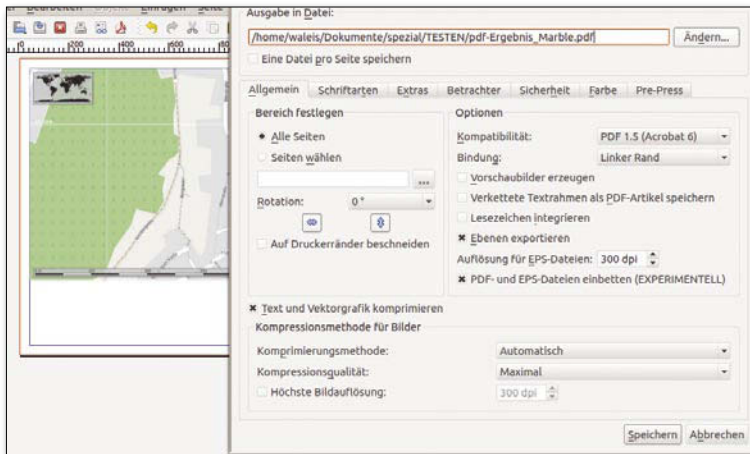 Bearbeiten Objekte Einfügen Seite
Ausgabe in Datei:
/home/waleis/Dokumente/spezial/TESTEN/pdf-Ergebnis_Marble.pdf
Ändern...
Eine Datei pro Seite speichern
Allgemein Schriftarten Extras Betrachter Sicherheit Farbe Pre-Press
Bereich festlegen
Alle Seiten
Seiten wählen
...
Rotation: 0°
Auf Druckerränder beschneiden
Optionen
Kompatibilität: PDF 1.5 (Acrobat 6)
Bindung: Linker Rand
Vorschaubilder erzeugen
Verkettete Textrahmen als PDF-Artikel speichern
Lesezeichen integrieren
Ebenen exportieren
Auflösung für EPS-Dateien: 300 dpi
PDF- und EPS-Dateien einbetten (EXPERIMENTELL)
Text und Vektorgrafik komprimieren
Kompressionsmethode für Bilder
Komprimierungsmethode: Automatisch
Kompressionsqualität: Maximal
Höchste Bildauflösung: 300 dpi
Speichern Abbrechen